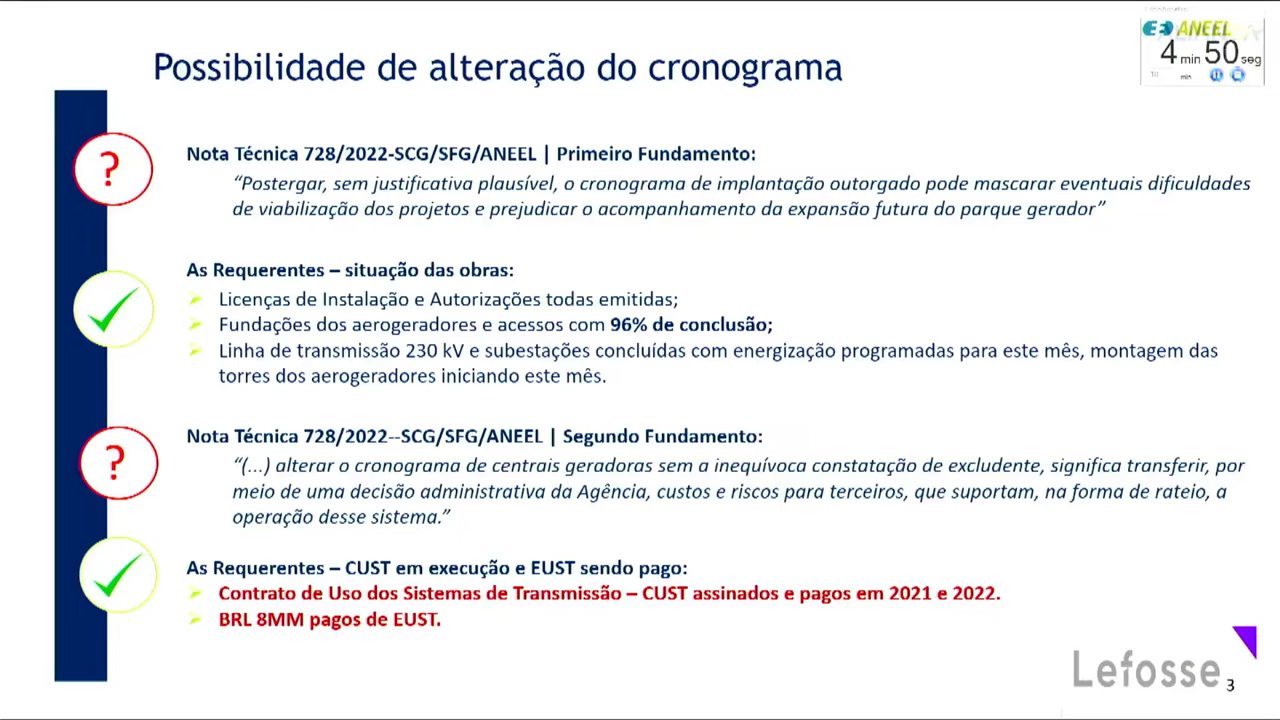 ANEEL
4 min 50 seg
10 min
Possibilidade de alteração do cronograma
?
Nota Técnica 728/2022-SCG/SFG/ANEEL | Primeiro Fundamento:
“Postergar, sem justificativa plausível, o cronograma de implantação outorgado pode mascarar eventuais dificuldades
de viabilização dos projetos e prejudicar o acompanhamento da expansão futura do parque gerador”
As Requerentes – situação das obras:
Licenças de Instalação e Autorizações todas emitidas;
Fundações dos aerogeradores e acessos com 96% de conclusão;
Linha de transmissão 230 kV e subestações concluídas com energização programadas para este mês, montagem das
torres dos aerogeradores iniciando este mês.
?
Nota Técnica 728/2022--SCG/SFG/ANEEL | Segundo Fundamento:
“(...) alterar o cronograma de centrais geradoras sem a inequívoca constatação de excludente, significa transferir, por
meio de uma decisão administrativa da Agência, custos e riscos para terceiros, que suportam, na forma de rateio, a
operação desse sistema.”
As Requerentes – CUST em execução e EUST sendo pago:
Contrato de Uso dos Sistemas de Transmissão – CUST assinados e pagos em 2021 e 2022.
BRL 8MM pagos de EUST.
Lefosse
3